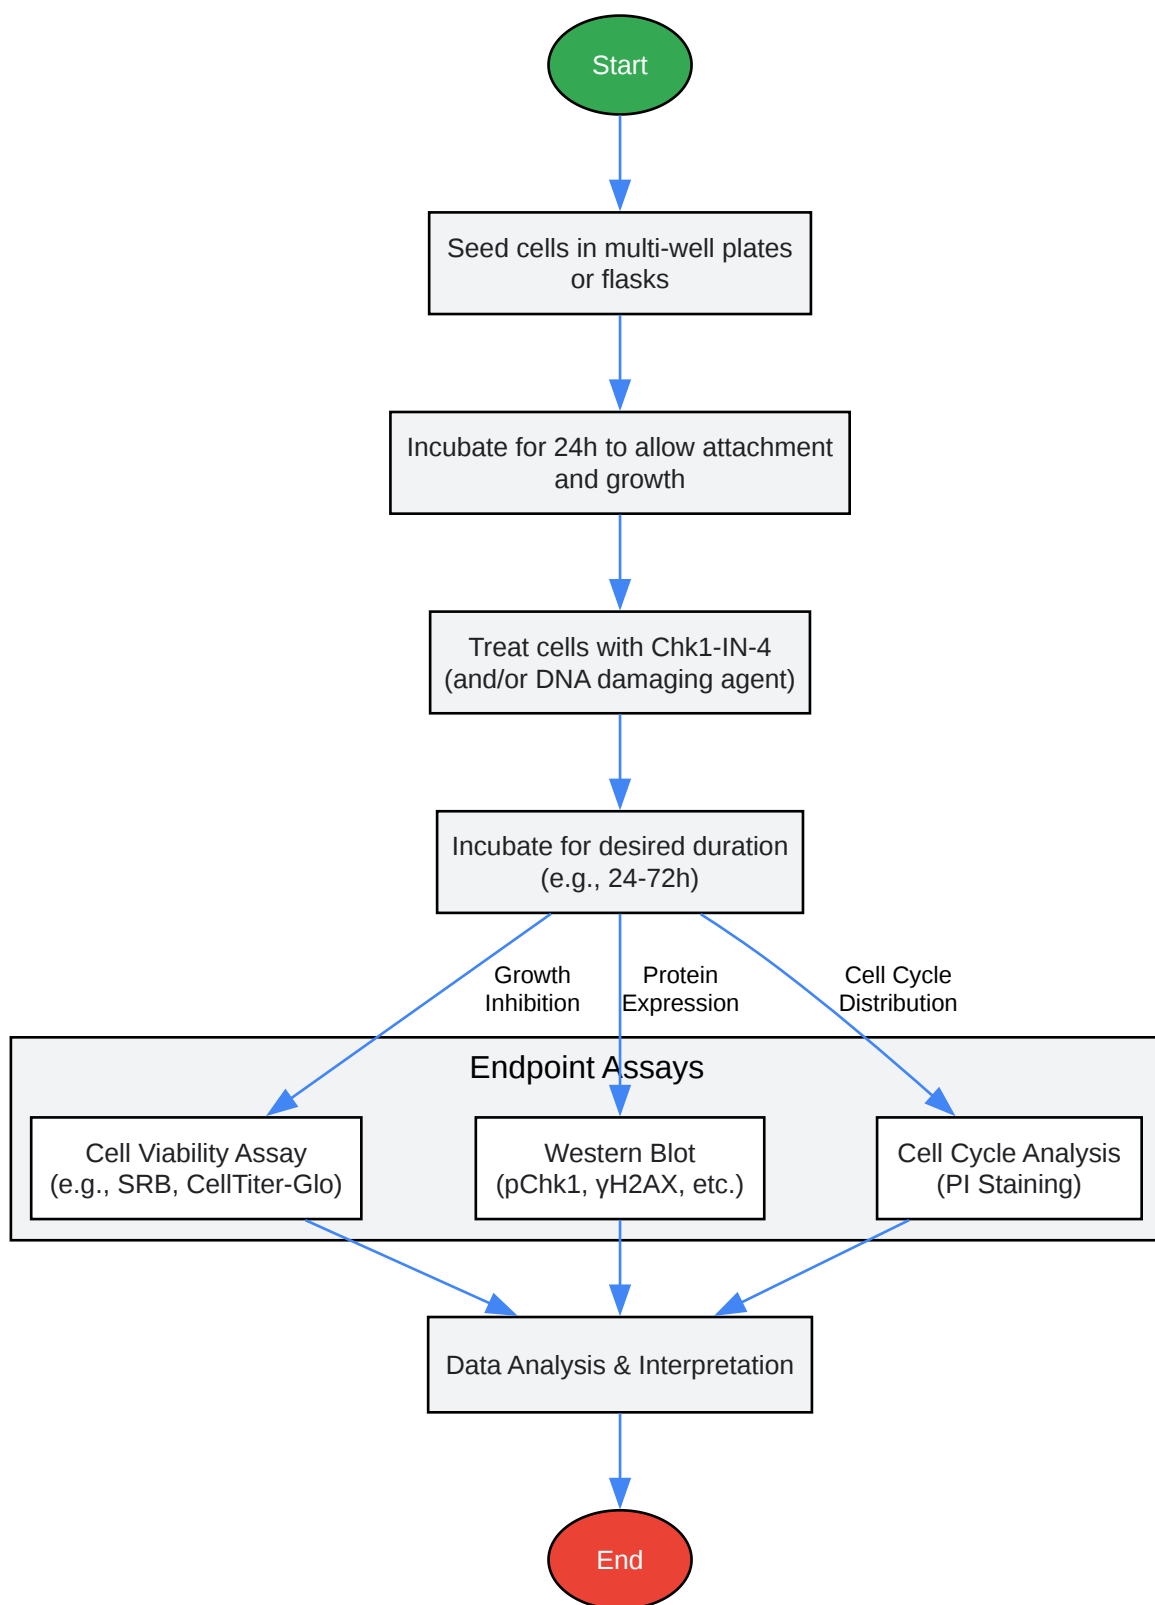 Start
Seed cells in multi-well plates
or flasks
Incubate for 24h to allow attachment
and growth
Treat cells with Chk1-IN-4
(and/or DNA damaging agent)
Incubate for desired duration
(e.g., 24-72h)
Growth
Inhibition
Protein
Expression
Cell Cycle
Distribution
Endpoint Assays
Cell Viability Assay
(e.g., SRB, CellTiter-Glo)
Western Blot
(pChk1, γH2AX, etc.)
Cell Cycle Analysis
(PI Staining)
Data Analysis & Interpretation
End